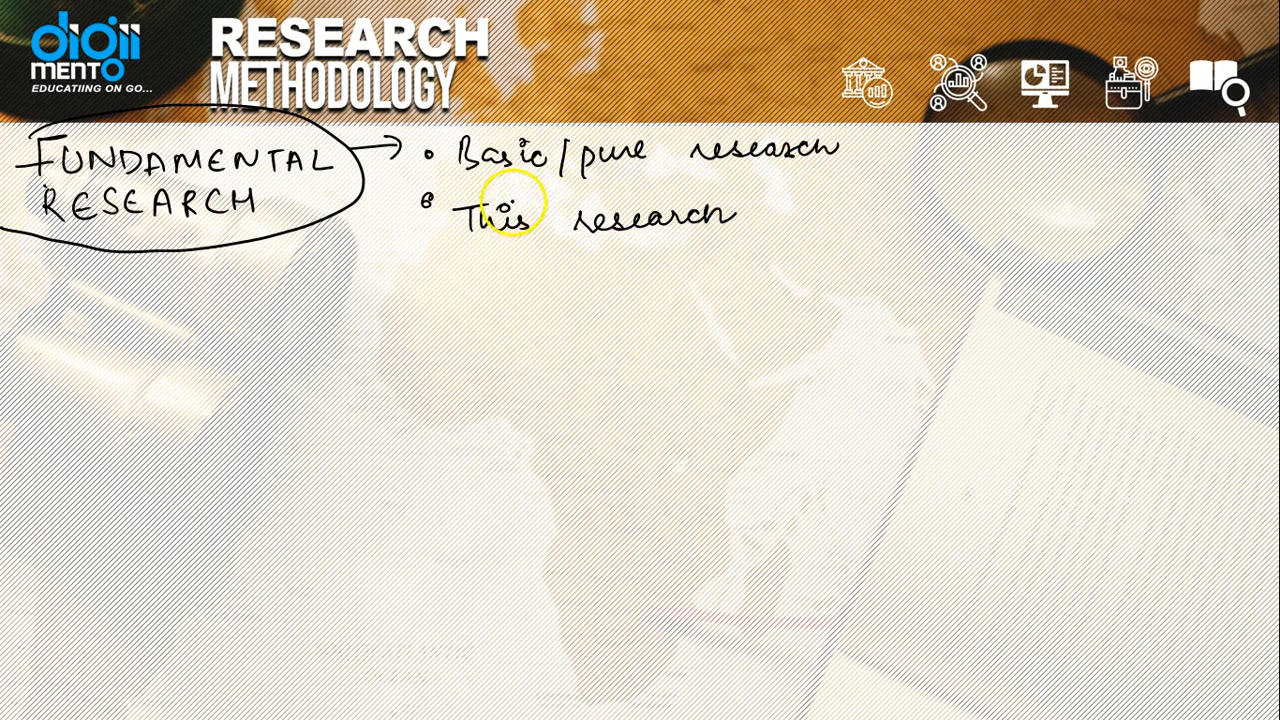 digii
MENTO
EDUCATIING ON GO...
RESEARCH
METHODOLOGY
FUNDAMENTAL
RESEARCH
→ • Basic/pure research
• This research